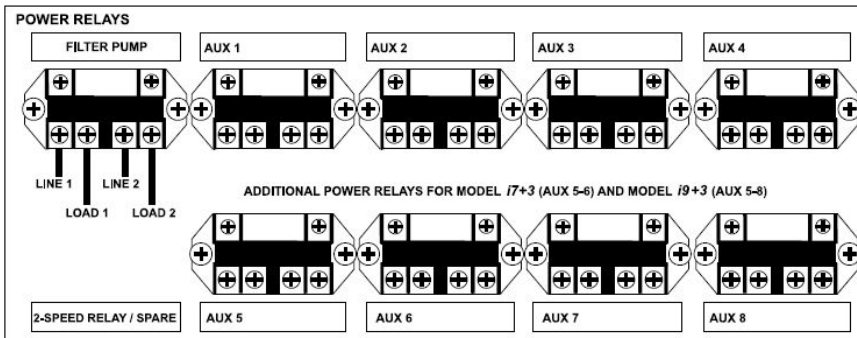 POWER RELAYS
FILTER PUMP
AUX 1
AUX 2
AUX 3
AUX 4
LINE 1
LINE 2
LOAD 1
LOAD 2
ADDITIONAL POWER RELAYS FOR MODEL i7+3 (AUX 5-6) AND MODEL i9+3 (AUX 5-8)
2-SPEED RELAY / SPARE
AUX 5
AUX 6
AUX 7
AUX 8